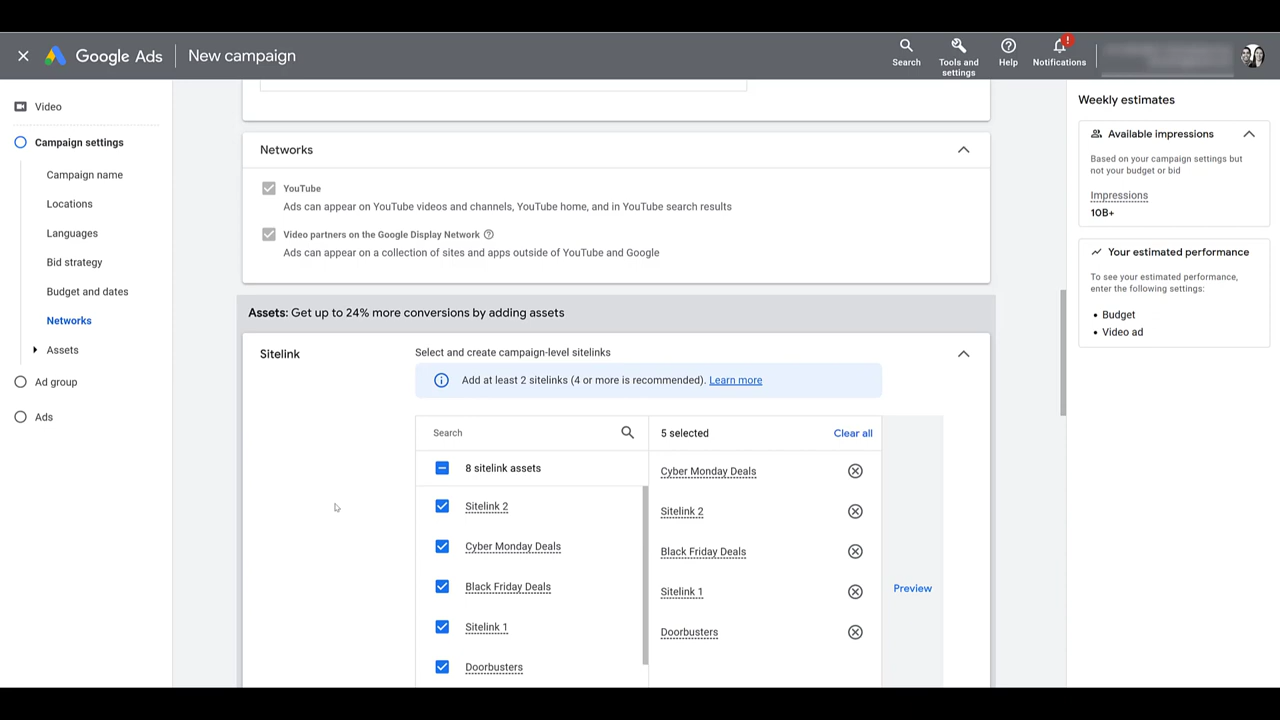 Google Ads
New campaign
Search
Tools and settings
Help
!
Notifications
Video
Campaign settings
Campaign name
Locations
Languages
Bid strategy
Budget and dates
Networks
Assets
Ad group
Ads
Networks
YouTube
Ads can appear on YouTube videos and channels, YouTube home, and in YouTube search results
Video partners on the Google Display Network
Ads can appear on a collection of sites and apps outside of YouTube and Google
Assets: Get up to 24% more conversions by adding assets
Sitelink
Select and create campaign-level sitelinks
Add at least 2 sitelinks (4 or more is recommended). Learn more
Search
8 sitelink assets
Sitelink 2
Cyber Monday Deals
Black Friday Deals
Sitelink 1
Doorbusters
5 selected
Clear all
Cyber Monday Deals
Sitelink 2
Black Friday Deals
Sitelink 1
Doorbusters
Preview
Weekly estimates
Available impressions
Based on your campaign settings but
not your budget or bid
Impressions
10B+
Your estimated performance
To see your estimated performance,
enter the following settings:
• Budget
• Video ad